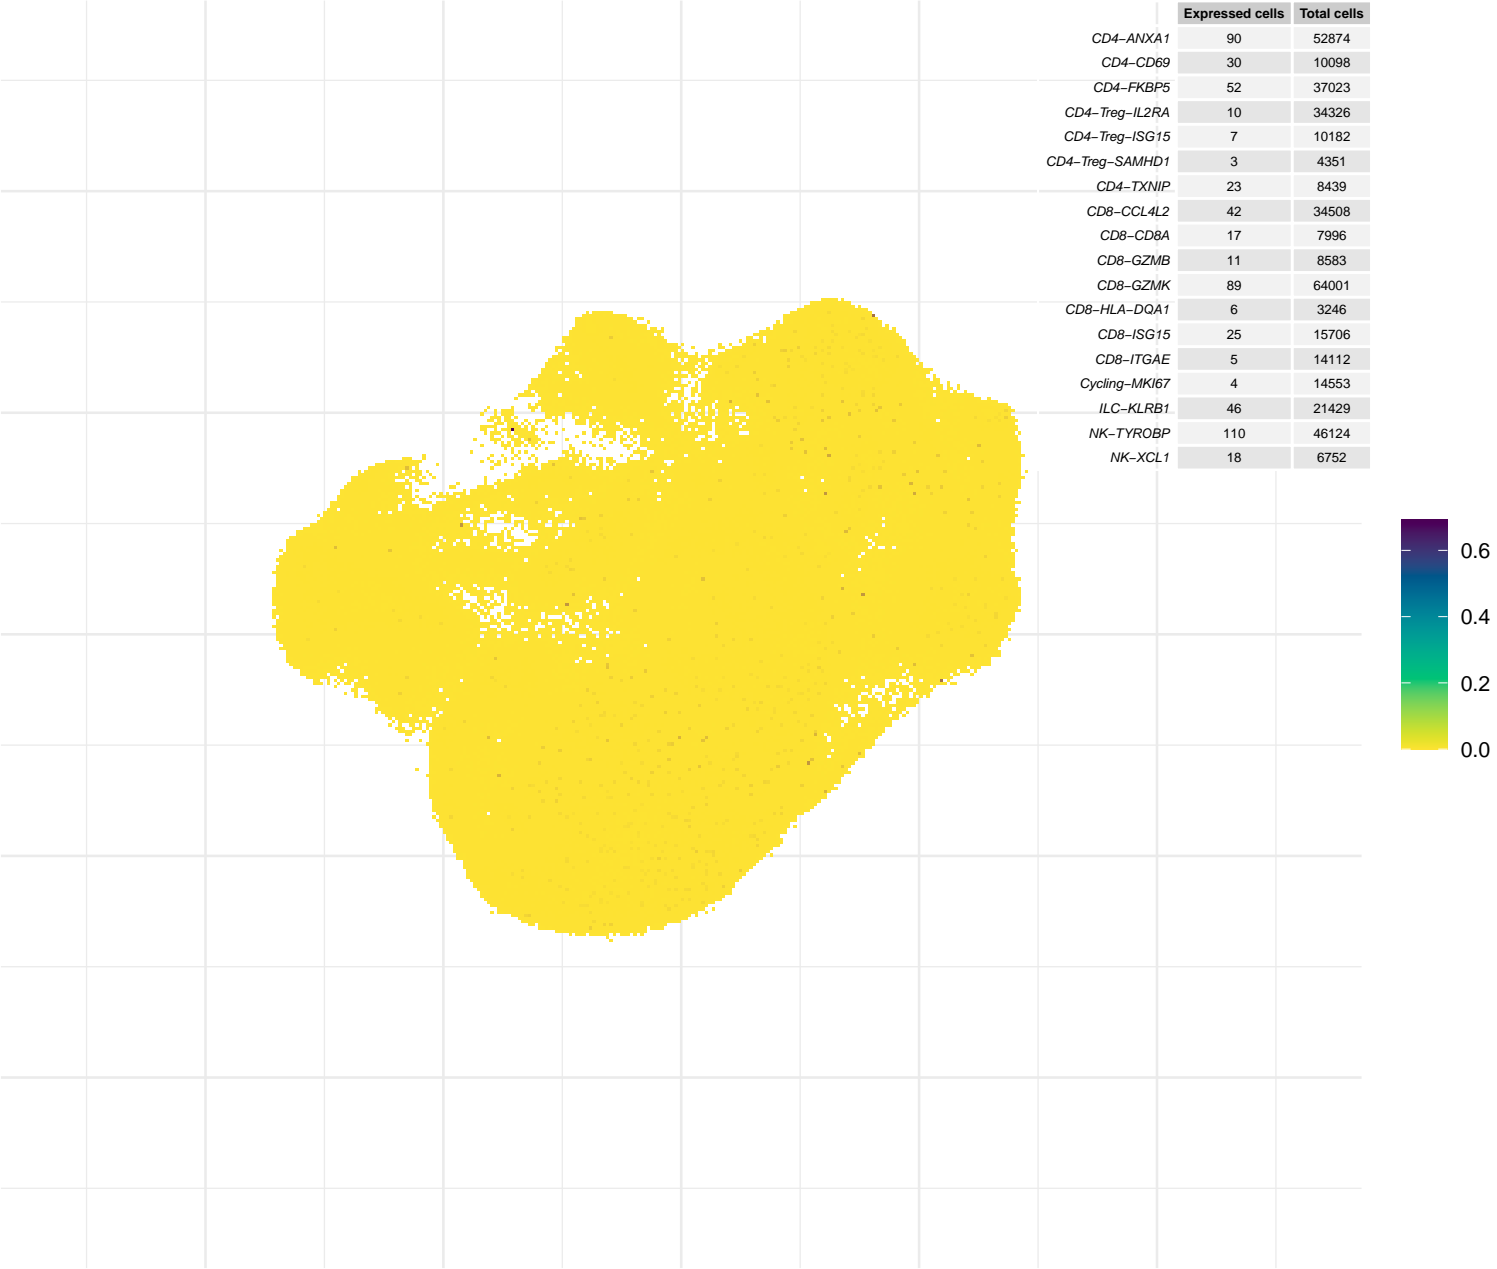 Expressed cells Total cells
CD4−ANXA1 90 52874
CD4−CD69 30 10098
CD4−FKBP5 52 37023
CD4−Treg−IL2RA 10 34326
CD4−Treg−ISG15 7 10182
CD4−Treg−SAMHD1 3 4351
CD4−TXNIP 23 8439
CD8−CCL4L2 42 34508
CD8−CD8A 17 7996
CD8−GZMB 11 8583
CD8−GZMK 89 64001
CD8−HLA−DQA1 6 3246
CD8−ISG15 25 15706
CD8−ITGAE 5 14112
Cycling−MKI67 4 14553
ILC−KLRB1 46 21429
NK−TYROBP 110 46124
NK−XCL1 18 6752
0.6
0.4
0.2
0.0